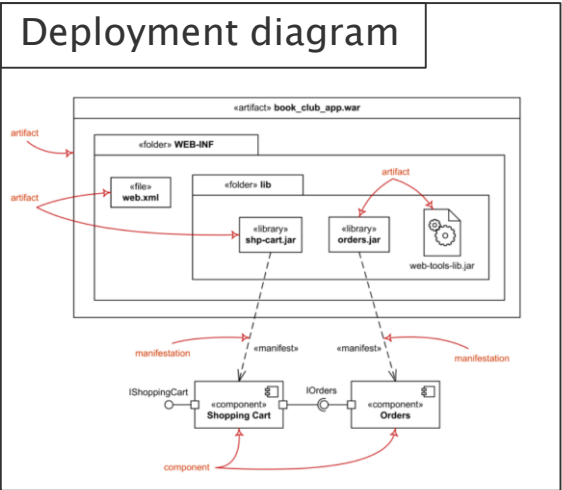 Deployment diagram
«artifact» book_club_app.war
artifact
«folder» WEB-INF
artifact
«file»
web.xml
«folder» lib
artifact
«library»
shp-cart.jar
«library»
orders.jar
web-tools-lib.jar
manifestation
«manifest»
«manifest»
manifestation
IShoppingCart
«component»
Shopping Cart
IOrders
«component»
Orders
component